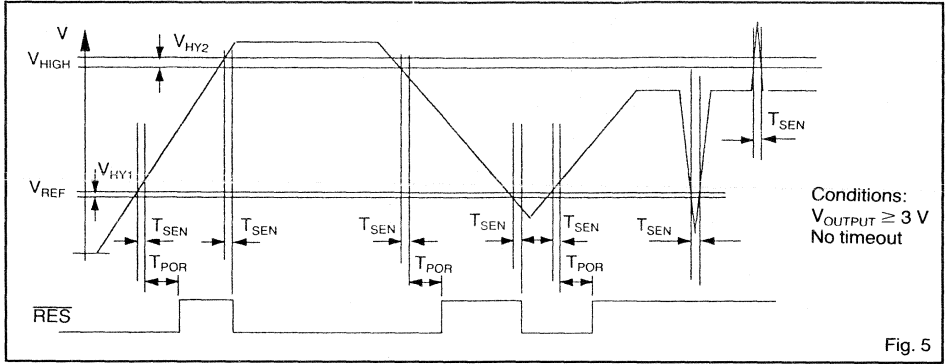 V
V_HY2
V_HIGH
T_SEN
V_HY1
V_REF
T_SEN T_SEN T_SEN T_SEN T_SEN T_SEN
T_POR T_POR T_POR
RES
Conditions:
V_OUTPUT ≥ 3 V
No timeout
Fig. 5